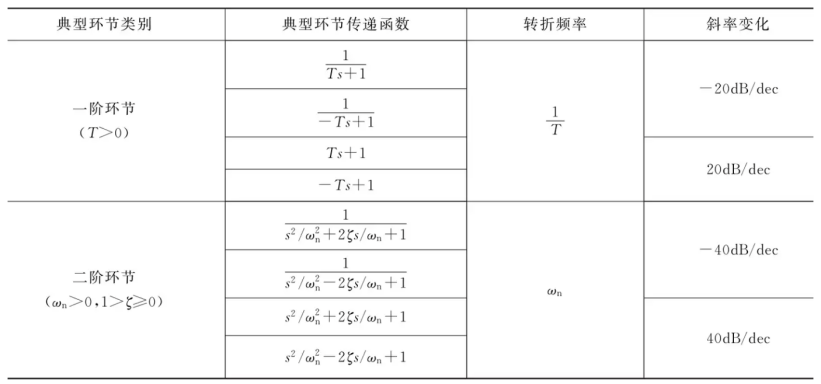 典型环节类别 典型环节传递函数 转折频率 斜率变化
一阶环节
(T>0)
1
Ts+1
1
−Ts+1
Ts+1
−Ts+1
1
T
−20dB/dec
20dB/dec
二阶环节
(ωn>0,1>ζ≥0)
1
s²/ωn²+2ζs/ωn+1
1
s²/ωn²−2ζs/ωn+1
s²/ωn²+2ζs/ωn+1
s²/ωn²−2ζs/ωn+1
ωn
−40dB/dec
40dB/dec